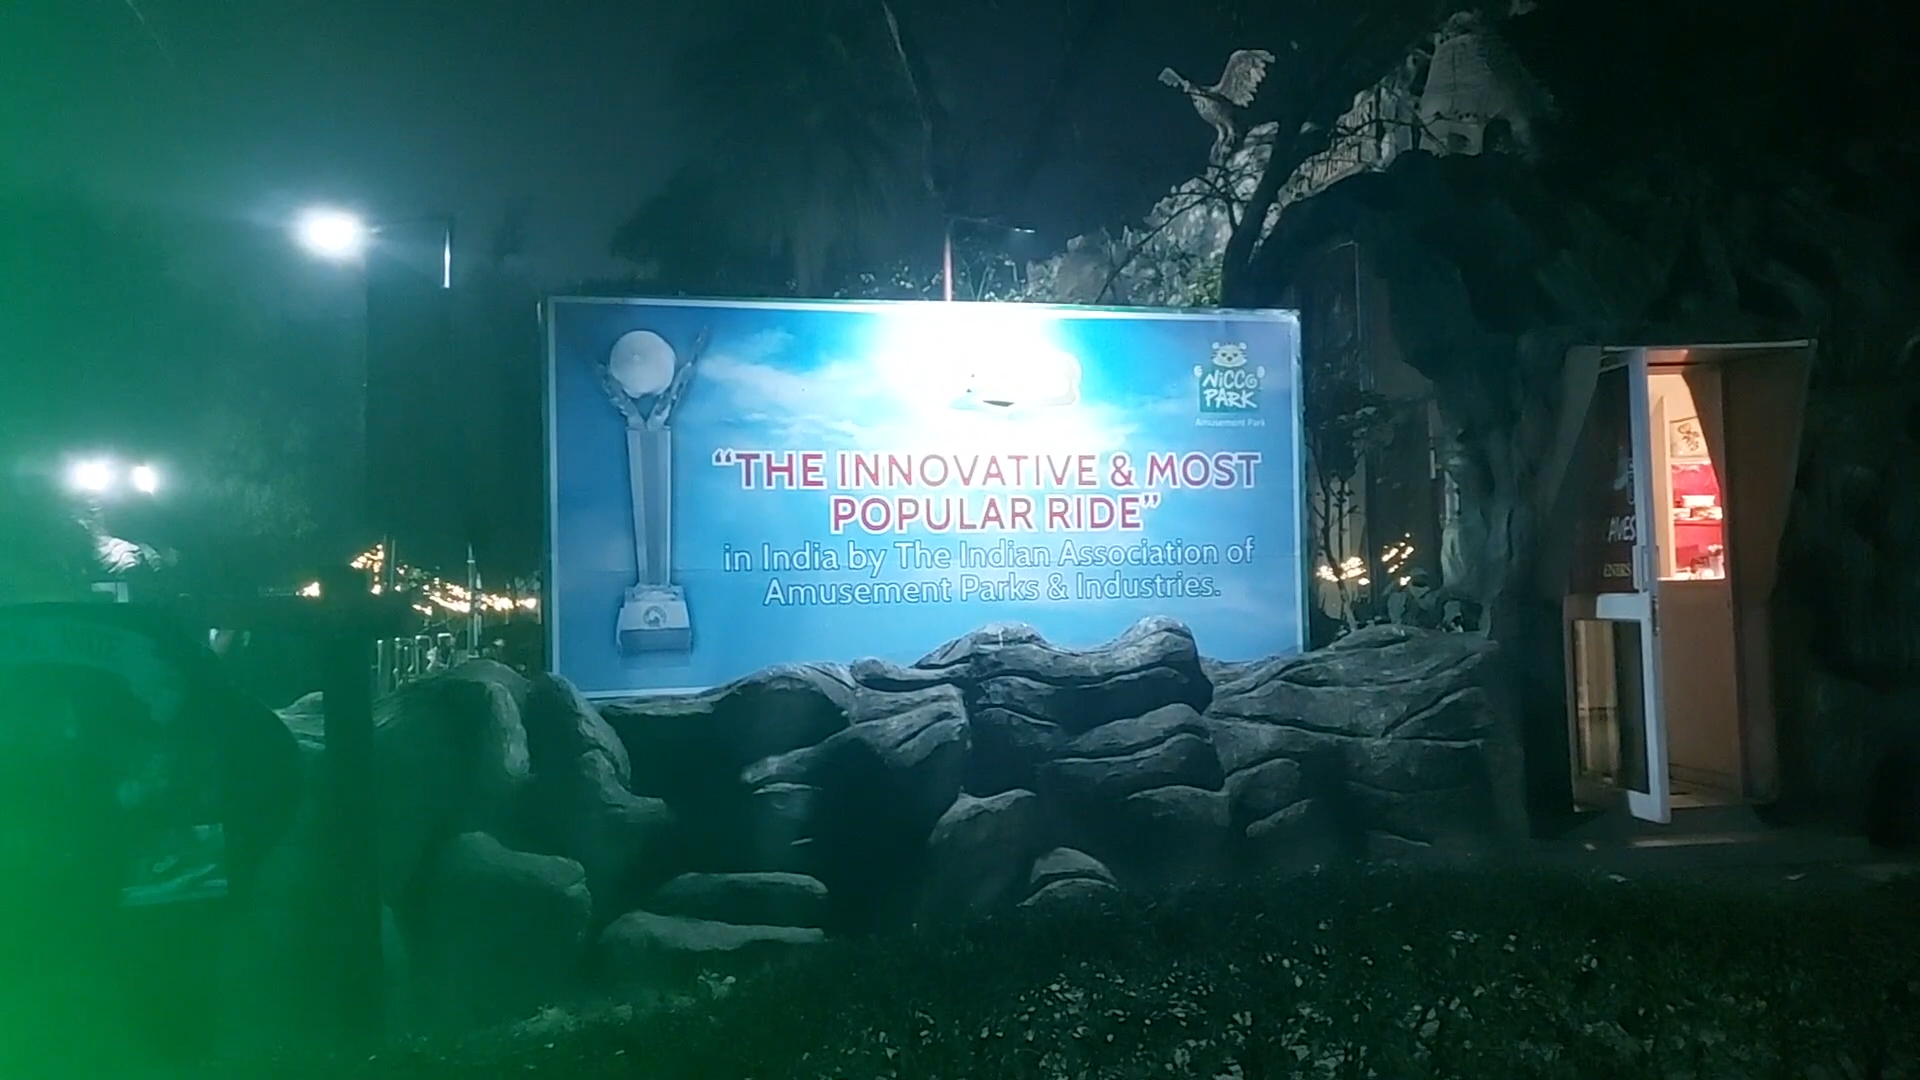 NICCO
PARK
Amusement Park
“THE INNOVATIVE & MOST
POPULAR RIDE”
in India by The Indian Association of
Amusement Parks & Industries.